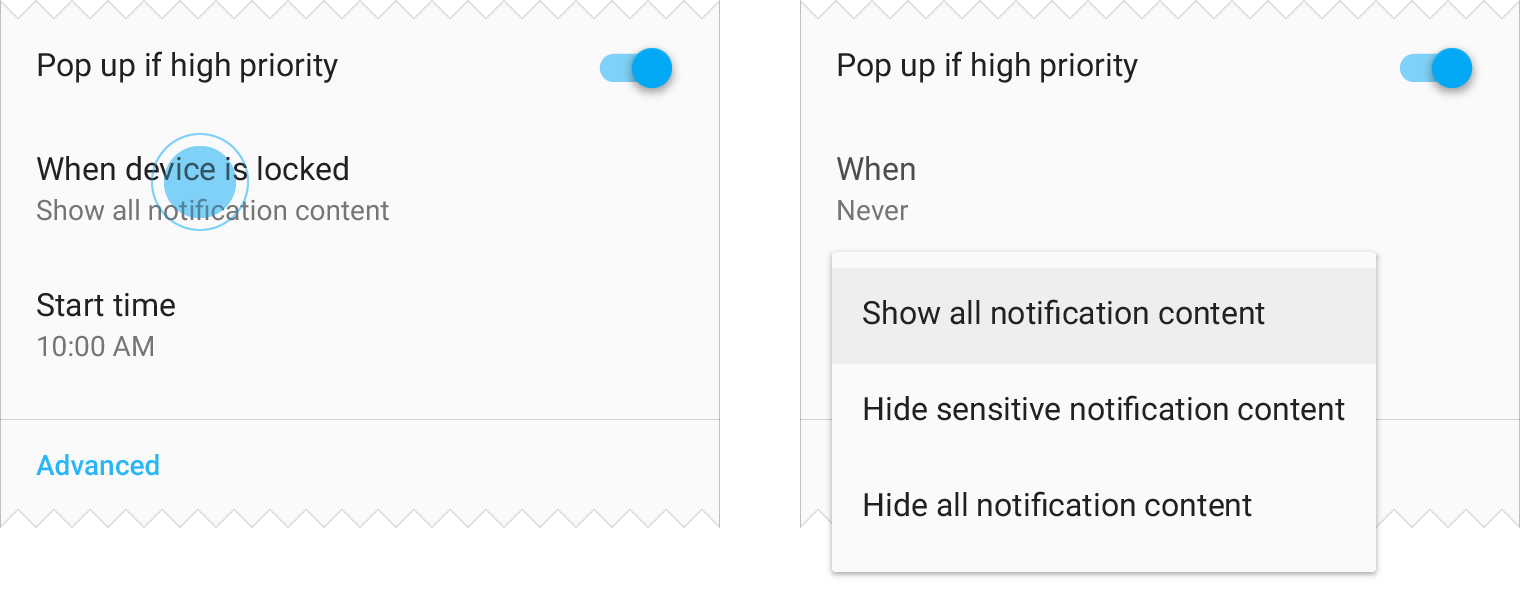 Pop up if high priority
When device is locked
Show all notification content
Start time
10:00 AM
Advanced
Pop up if high priority
When
Never
Show all notification content
Hide sensitive notification content
Hide all notification content